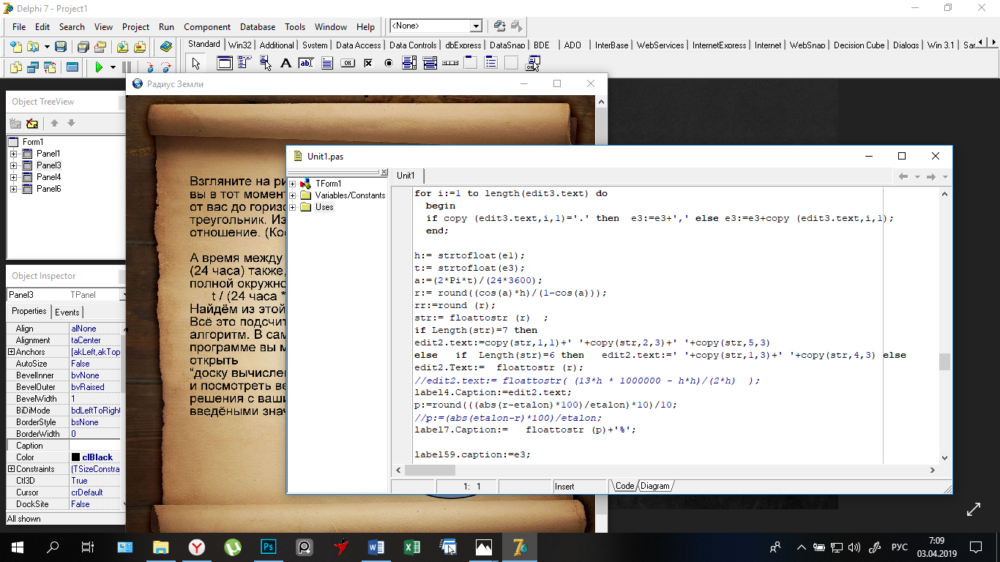 Delphi 7 - Project1
File Edit Search View Project Run Component Database Tools Window Help
<None>
Standard Win32 Additional System Data Access Data Controls dbExpress DataSnap BDE ADO InterBase WebServices InternetExpress Internet WebSnap Decision Cube Dialogs Win 3.1
Радиус Земли
Object TreeView
Form1
Panel1
Panel3
Panel4
Panel6
Object Inspector
Panel3 TPanel
Properties Events
Align alNone
Alignment taCenter
Anchors [akLeft,akTop
AutoSize False
BevelInner bvNone
BevelOuter bvRaised
BevelWidth 1
BiDiMode bdLeftToRight
BorderStyle bsNone
BorderWidth 0
Caption
Color clBlack
Constraints (TSizeConstra
Ctl3D True
Cursor crDefault
DockSite False
All shown
Взгляните на
вы в тот момент
от вас до горизо
треугольник. Из
отношение. (Ко
А время между
(24 часа) также,
полной окружно
t / (24 часа *
Найдём из этой
Всё это подсчит
алгоритм. В сам
программе вы м
открыть
“доску вычислен
и посмотреть ве
решения с ваши
введёными знач
Unit1.pas
TForm1
Variables/Constants
Uses
Unit1
for i:=1 to length(edit3.text) do
begin
if copy (edit3.text,i,1)='.' then e3:=e3+',' else e3:=e3+copy (edit3.text,i,1);
end;
h:= strtofloat(e1);
t:= strtofloat(e3);
a:=(2*Pi*t)/(24*3600);
r:= round((cos(a)*h)/(1-cos(a)));
rr:=round (r);
str:= floattostr (r) ;
if Length(str)=7 then
edit2.text:=copy(str,1,1)+' '+copy(str,2,3)+' '+copy(str,5,3)
else if Length(str)=6 then edit2.text:=' '+copy(str,1,3)+' '+copy(str,4,3) else
edit2.Text:= floattostr (r);
//edit2.text:= floattostr( (13*h * 1000000 - h*h)/(2*h) );
label4.Caption:=edit2.text;
p:=round(((abs(r-etalon)*100)/etalon)*10)/10;
//p:=(abs(etalon-r)*100)/etalon;
label7.Caption:= floattostr (p)+'%';
label59.caption:=e3;
1: 1 Insert Code Diagram
РУС
7:09
03.04.2019